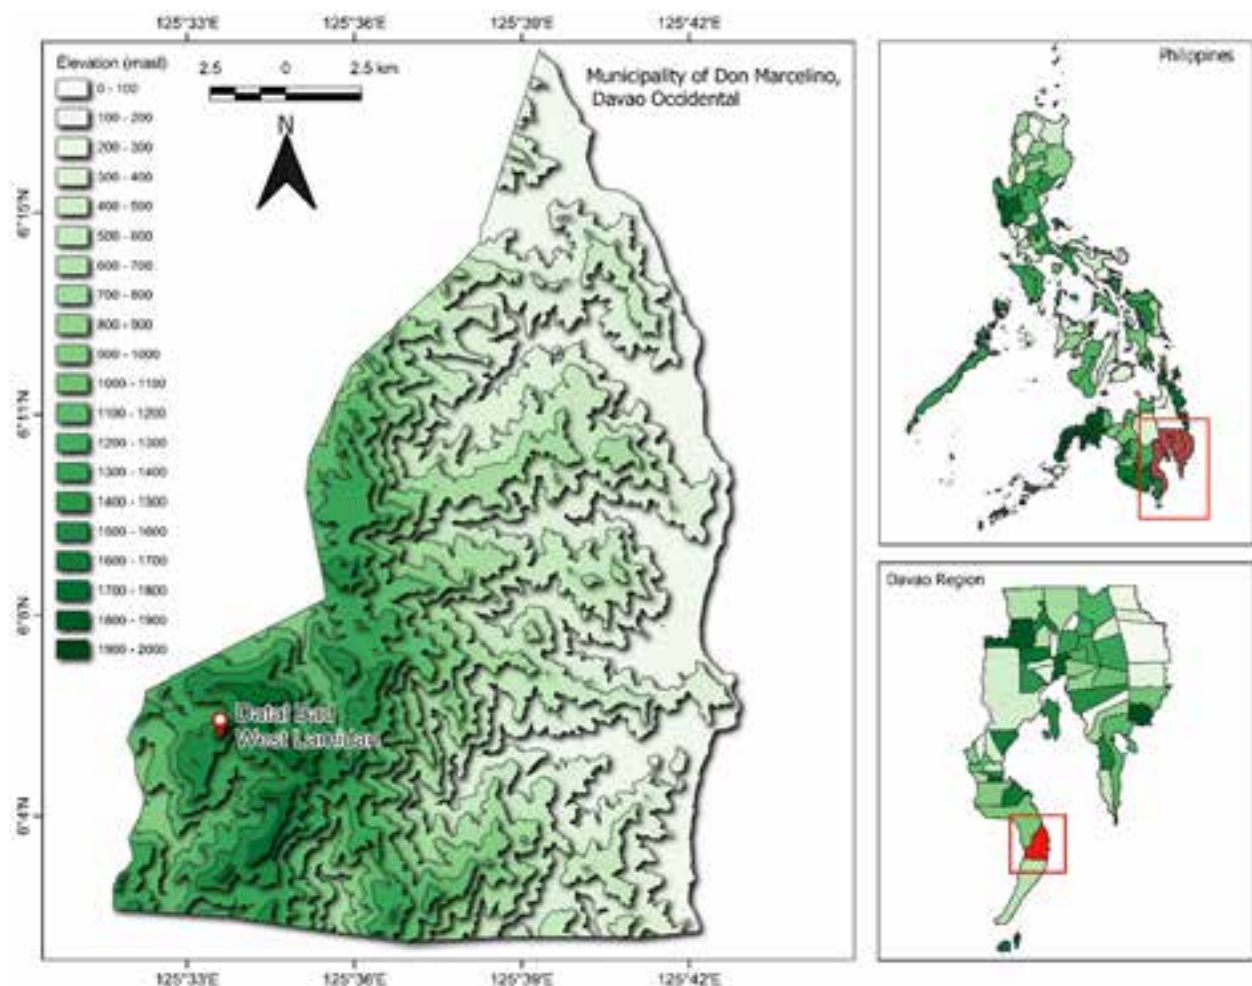 125°33'E 125°36'E 125°39'E 125°42'E
Elevation (masl)
0 - 100
100 - 200
200 - 300
300 - 400
400 - 500
500 - 600
600 - 700
700 - 800
800 - 900
900 - 1000
1000 - 1100
1100 - 1200
1200 - 1300
1300 - 1400
1400 - 1500
1500 - 1600
1600 - 1700
1700 - 1800
1800 - 1900
1900 - 2000
2.5 0 2.5 km
N
Municipality of Don Marcelino,
Davao Occidental
6°15'N
6°11'N
6°8'N
6°4'N
Datal
West Lamidan
125°33'E 125°36'E 125°39'E 125°42'E
Philippines
Davao Region